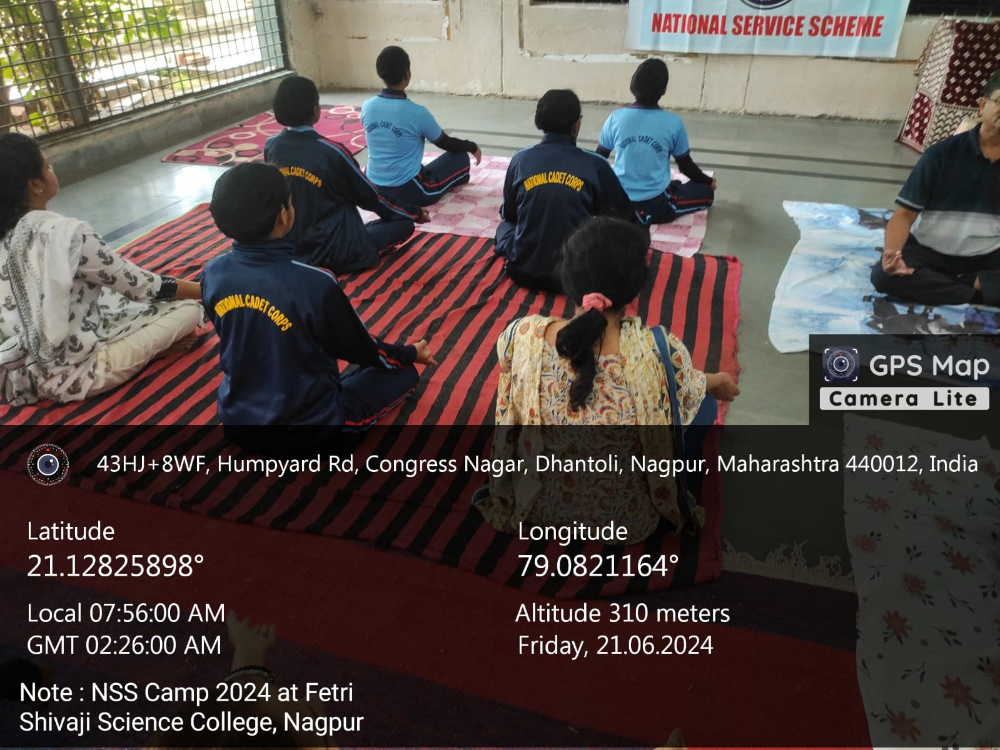 NATIONAL SERVICE SCHEME
NATIONAL CADET CORPS
NATIONAL CADET CORPS
NATIONAL CADET CORPS
NATIONAL CADET CORPS
NATIONAL CADET CORPS
GPS Map
Camera Lite
43HJ+8WF, Humpyard Rd, Congress Nagar, Dhantoli, Nagpur, Maharashtra 440012, India
Latitude
21.12825898°
Longitude
79.0821164°
Local 07:56:00 AM
GMT 02:26:00 AM
Altitude 310 meters
Friday, 21.06.2024
Note : NSS Camp 2024 at Fetri
Shivaji Science College, Nagpur